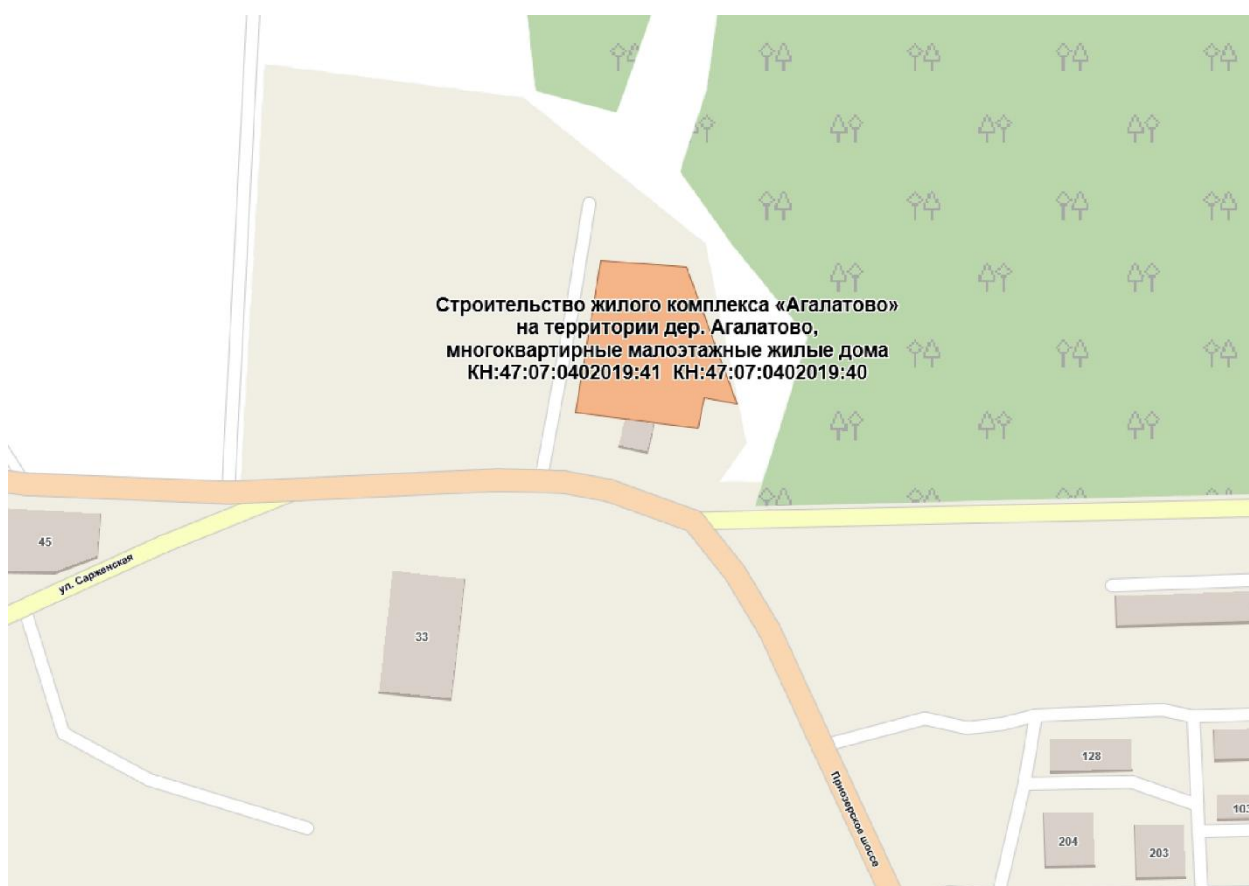 Строительство жилого комплекса «Агалатово»
на территории дер. Агалатово,
многоквартирные малоэтажные жилые дома
КН:47:07:0402019:41 КН:47:07:0402019:40
45
ул. Сарженская
33
Приозерское шоссе
128
103
204
203